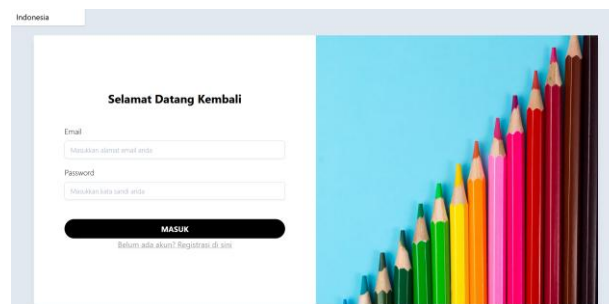 Indonesia
Selamat Datang Kembali
Email
Masukkan alamat email anda
Password
Masukkan kata sandi anda
MASUK
Belum ada akun? Registrasi di sini